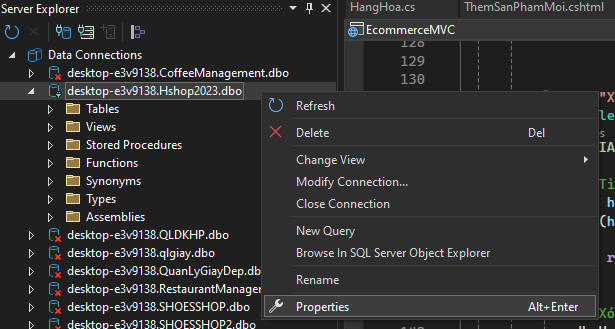 Server Explorer
HangHoa.cs
ThemSanPhamMoi.cshtml
EcommerceMVC
Data Connections
desktop-e3v9138.CoffeeManagement.dbo
desktop-e3v9138.Hshop2023.dbo
Tables
Views
Stored Procedures
Functions
Synonyms
Types
Assemblies
desktop-e3v9138.QLDKHP.dbo
desktop-e3v9138.qlgiay.dbo
desktop-e3v9138.QuanLyGiayDep.dbo
desktop-e3v9138.RestaurantManager
desktop-e3v9138.SHOESSHOP.dbo
desktop-e3v9138.SHOESSHOP2.dbo
128
129
130
Refresh
Delete Del
Change View
Modify Connection...
Close Connection
New Query
Browse In SQL Server Object Explorer
Rename
Properties Alt+Enter